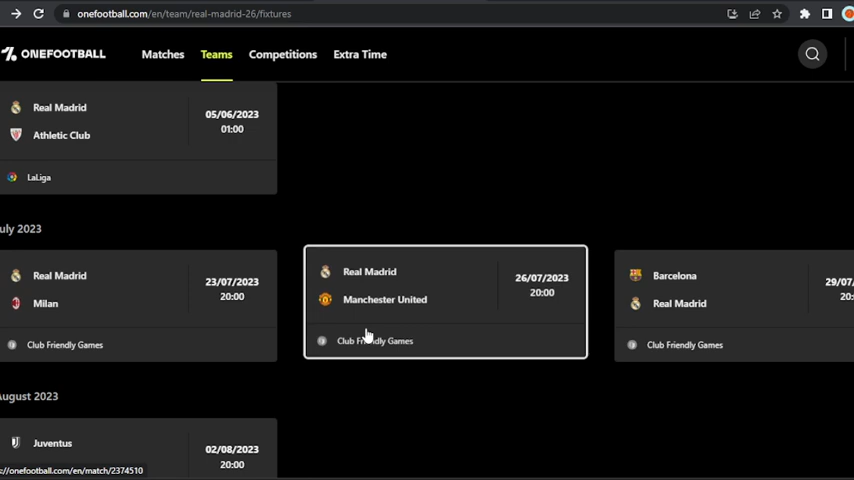 onefootball.com/en/team/real-madrid-26/fixtures
ONEFOOTBALL
Matches
Teams
Competitions
Extra Time
Real Madrid
Athletic Club
05/06/2023
01:00
LaLiga
uly 2023
Real Madrid
Milan
23/07/2023
20:00
Club Friendly Games
Real Madrid
Manchester United
26/07/2023
20:00
Club Friendly Games
Barcelona
Real Madrid
29/07/
20:
Club Friendly Games
ugust 2023
Juventus
02/08/2023
20:00
s://onefootball.com/en/match/2374510